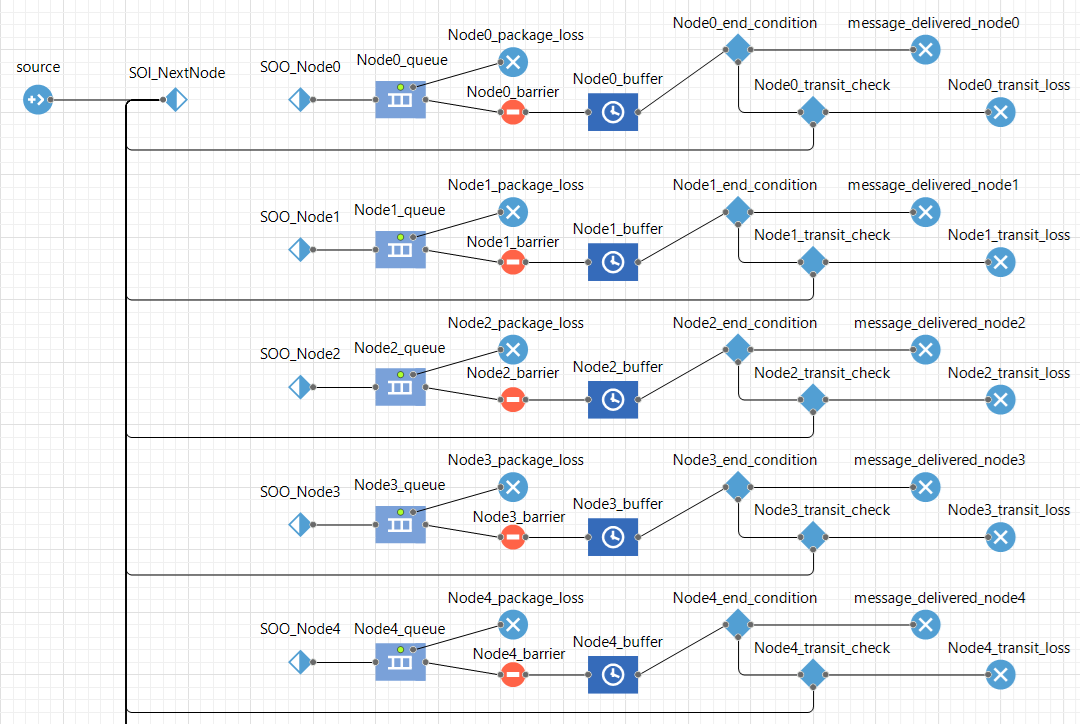 source
SOI_NextNode
SOO_Node0
Node0_queue
Node0_package_loss
Node0_barrier
Node0_buffer
Node0_end_condition
message_delivered_node0
Node0_transit_check
Node0_transit_loss
SOO_Node1
Node1_queue
Node1_package_loss
Node1_barrier
Node1_buffer
Node1_end_condition
message_delivered_node1
Node1_transit_check
Node1_transit_loss
SOO_Node2
Node2_queue
Node2_package_loss
Node2_barrier
Node2_buffer
Node2_end_condition
message_delivered_node2
Node2_transit_check
Node2_transit_loss
SOO_Node3
Node3_queue
Node3_package_loss
Node3_barrier
Node3_buffer
Node3_end_condition
message_delivered_node3
Node3_transit_check
Node3_transit_loss
SOO_Node4
Node4_queue
Node4_package_loss
Node4_barrier
Node4_buffer
Node4_end_condition
message_delivered_node4
Node4_transit_check
Node4_transit_loss